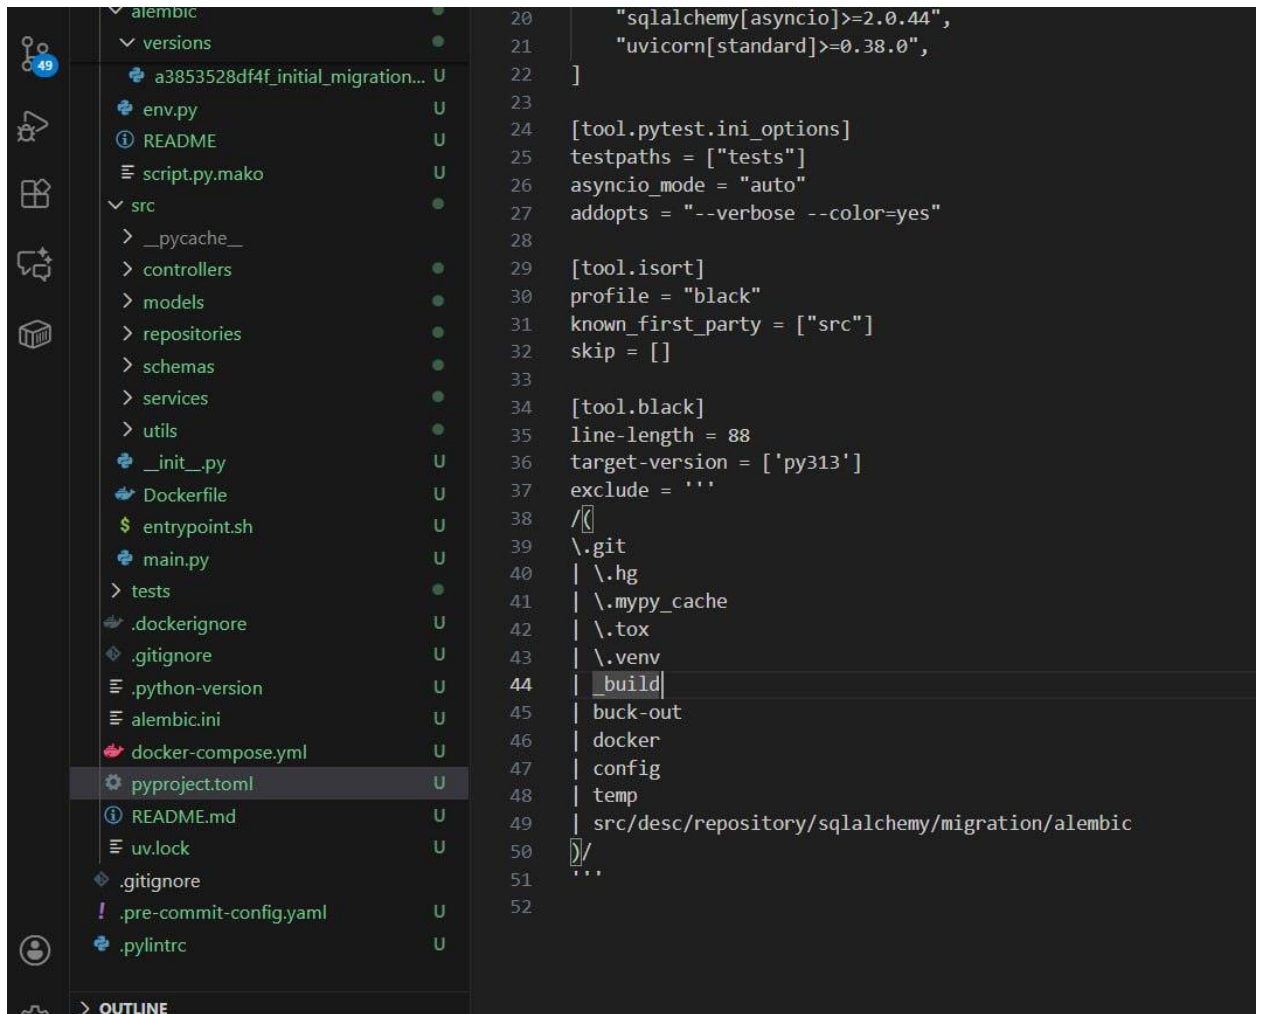 alembic
versions
49
a3853528df4f_initial_migration... U
env.py U
README U
script.py.mako U
src
__pycache__
controllers
models
repositories
schemas
services
utils
__init__.py U
Dockerfile U
$ entrypoint.sh U
main.py U
tests
.dockerignore U
.gitignore U
.python-version U
alembic.ini U
docker-compose.yml U
pyproject.toml U
README.md U
uv.lock U
.gitignore
! .pre-commit-config.yaml U
.pylintrc U
OUTLINE
20 "sqlalchemy[asyncio]>=2.0.44",
21 "uvicorn[standard]>=0.38.0",
22 ]
23
24 [tool.pytest.ini_options]
25 testpaths = ["tests"]
26 asyncio_mode = "auto"
27 addopts = "--verbose --color=yes"
28
29 [tool.isort]
30 profile = "black"
31 known_first_party = ["src"]
32 skip = []
33
34 [tool.black]
35 line-length = 88
36 target-version = ['py313']
37 exclude = '''
38 /(
39 \.git
40 | \.hg
41 | \.mypy_cache
42 | \.tox
43 | \.venv
44 | _build
45 | buck-out
46 | docker
47 | config
48 | temp
49 | src/desc/repository/sqlalchemy/migration/alembic
50 )/
51 '''
52